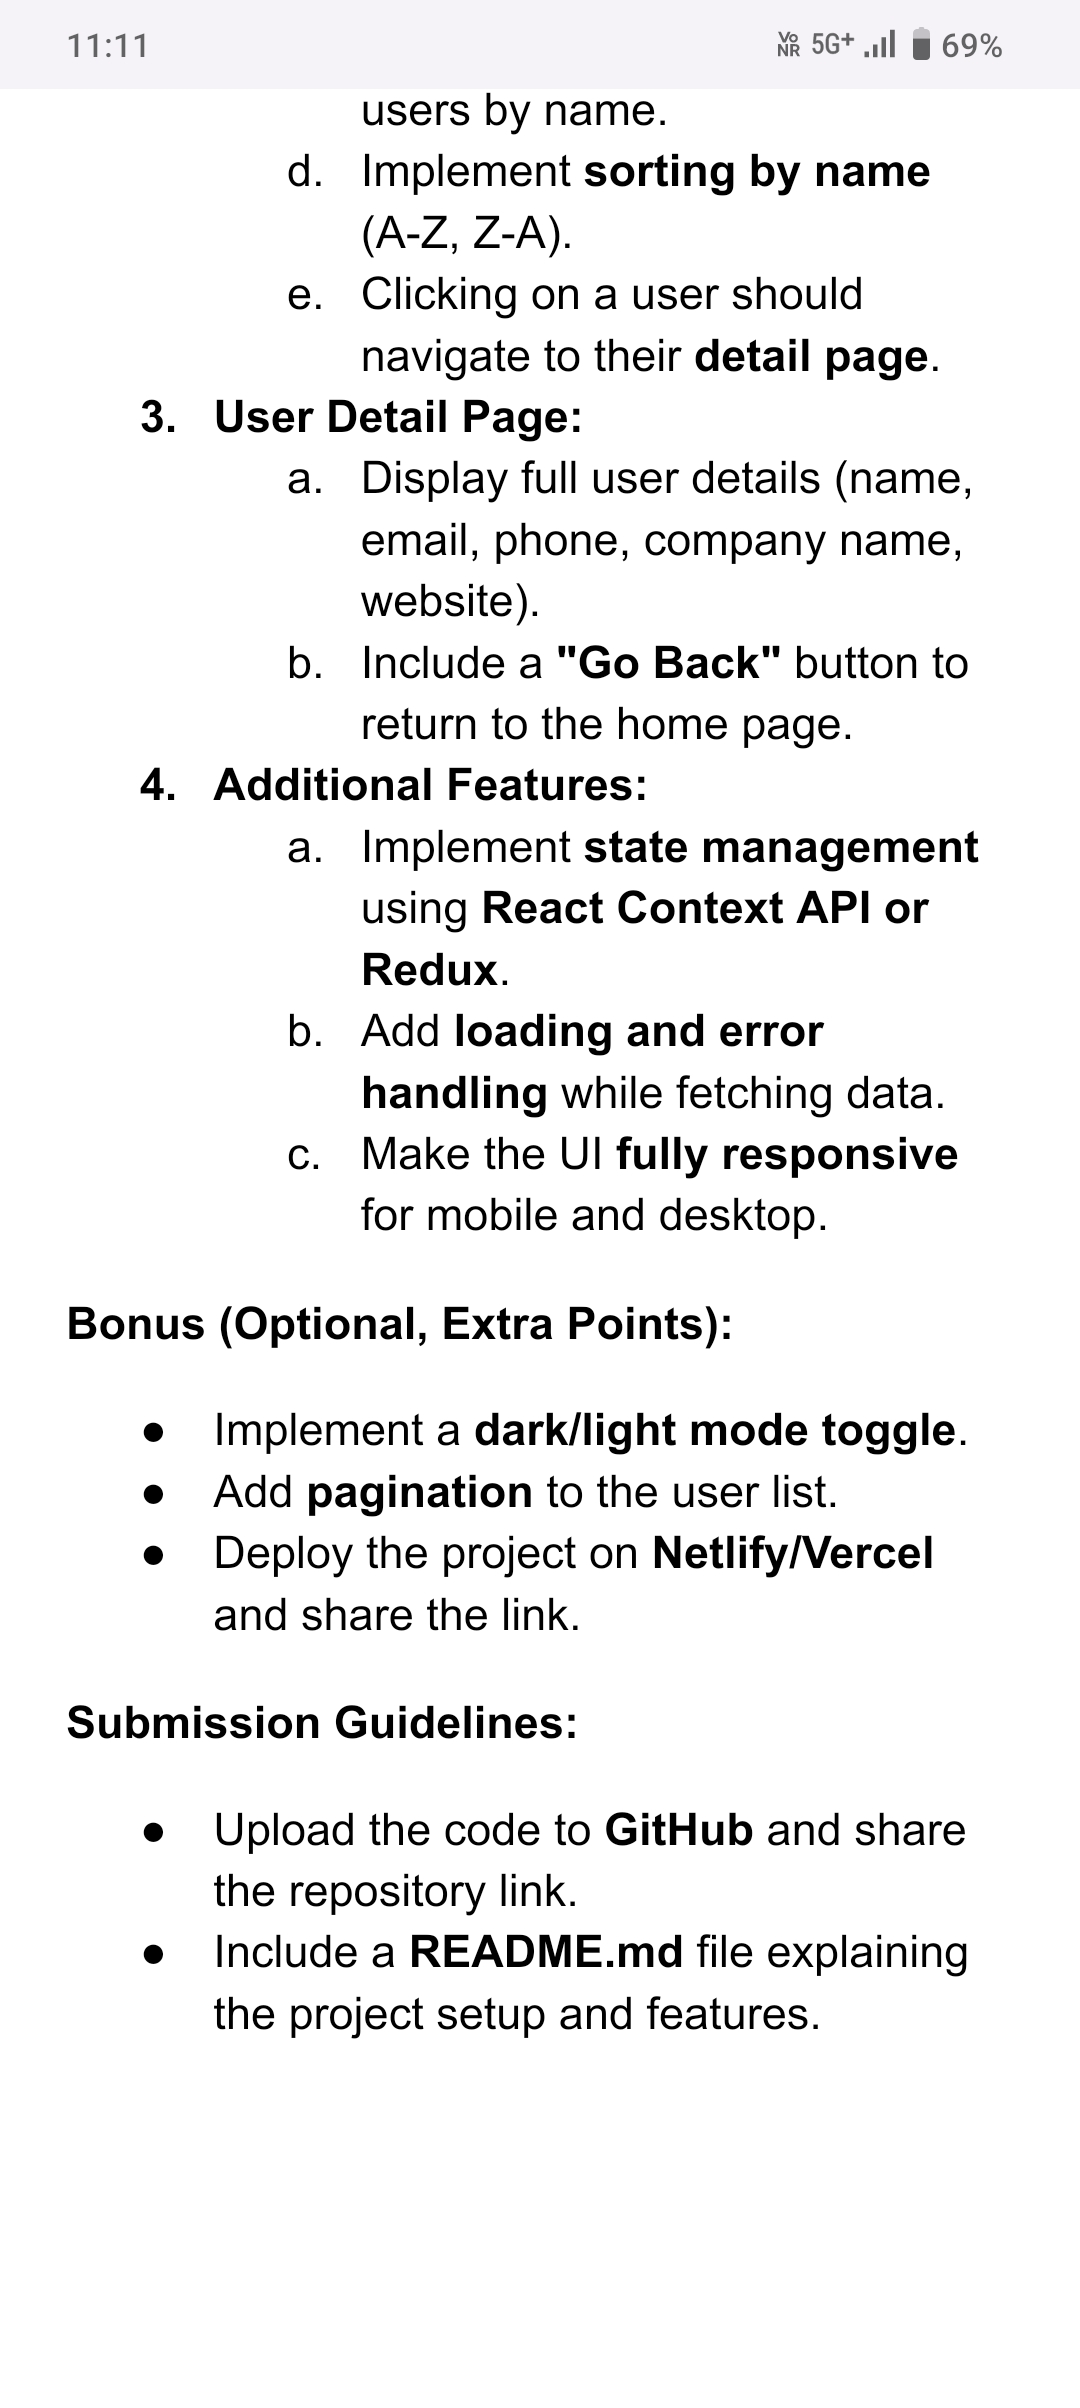 11:11
Vo NR 5G+ 69%
users by name.
d. Implement sorting by name
(A-Z, Z-A).
e. Clicking on a user should
navigate to their detail page.
3. User Detail Page:
a. Display full user details (name,
email, phone, company name,
website).
b. Include a "Go Back" button to
return to the home page.
4. Additional Features:
a. Implement state management
using React Context API or
Redux.
b. Add loading and error
handling while fetching data.
c. Make the UI fully responsive
for mobile and desktop.
Bonus (Optional, Extra Points):
● Implement a dark/light mode toggle.
● Add pagination to the user list.
● Deploy the project on Netlify/Vercel
and share the link.
Submission Guidelines:
● Upload the code to GitHub and share
the repository link.
● Include a README.md file explaining
the project setup and features.